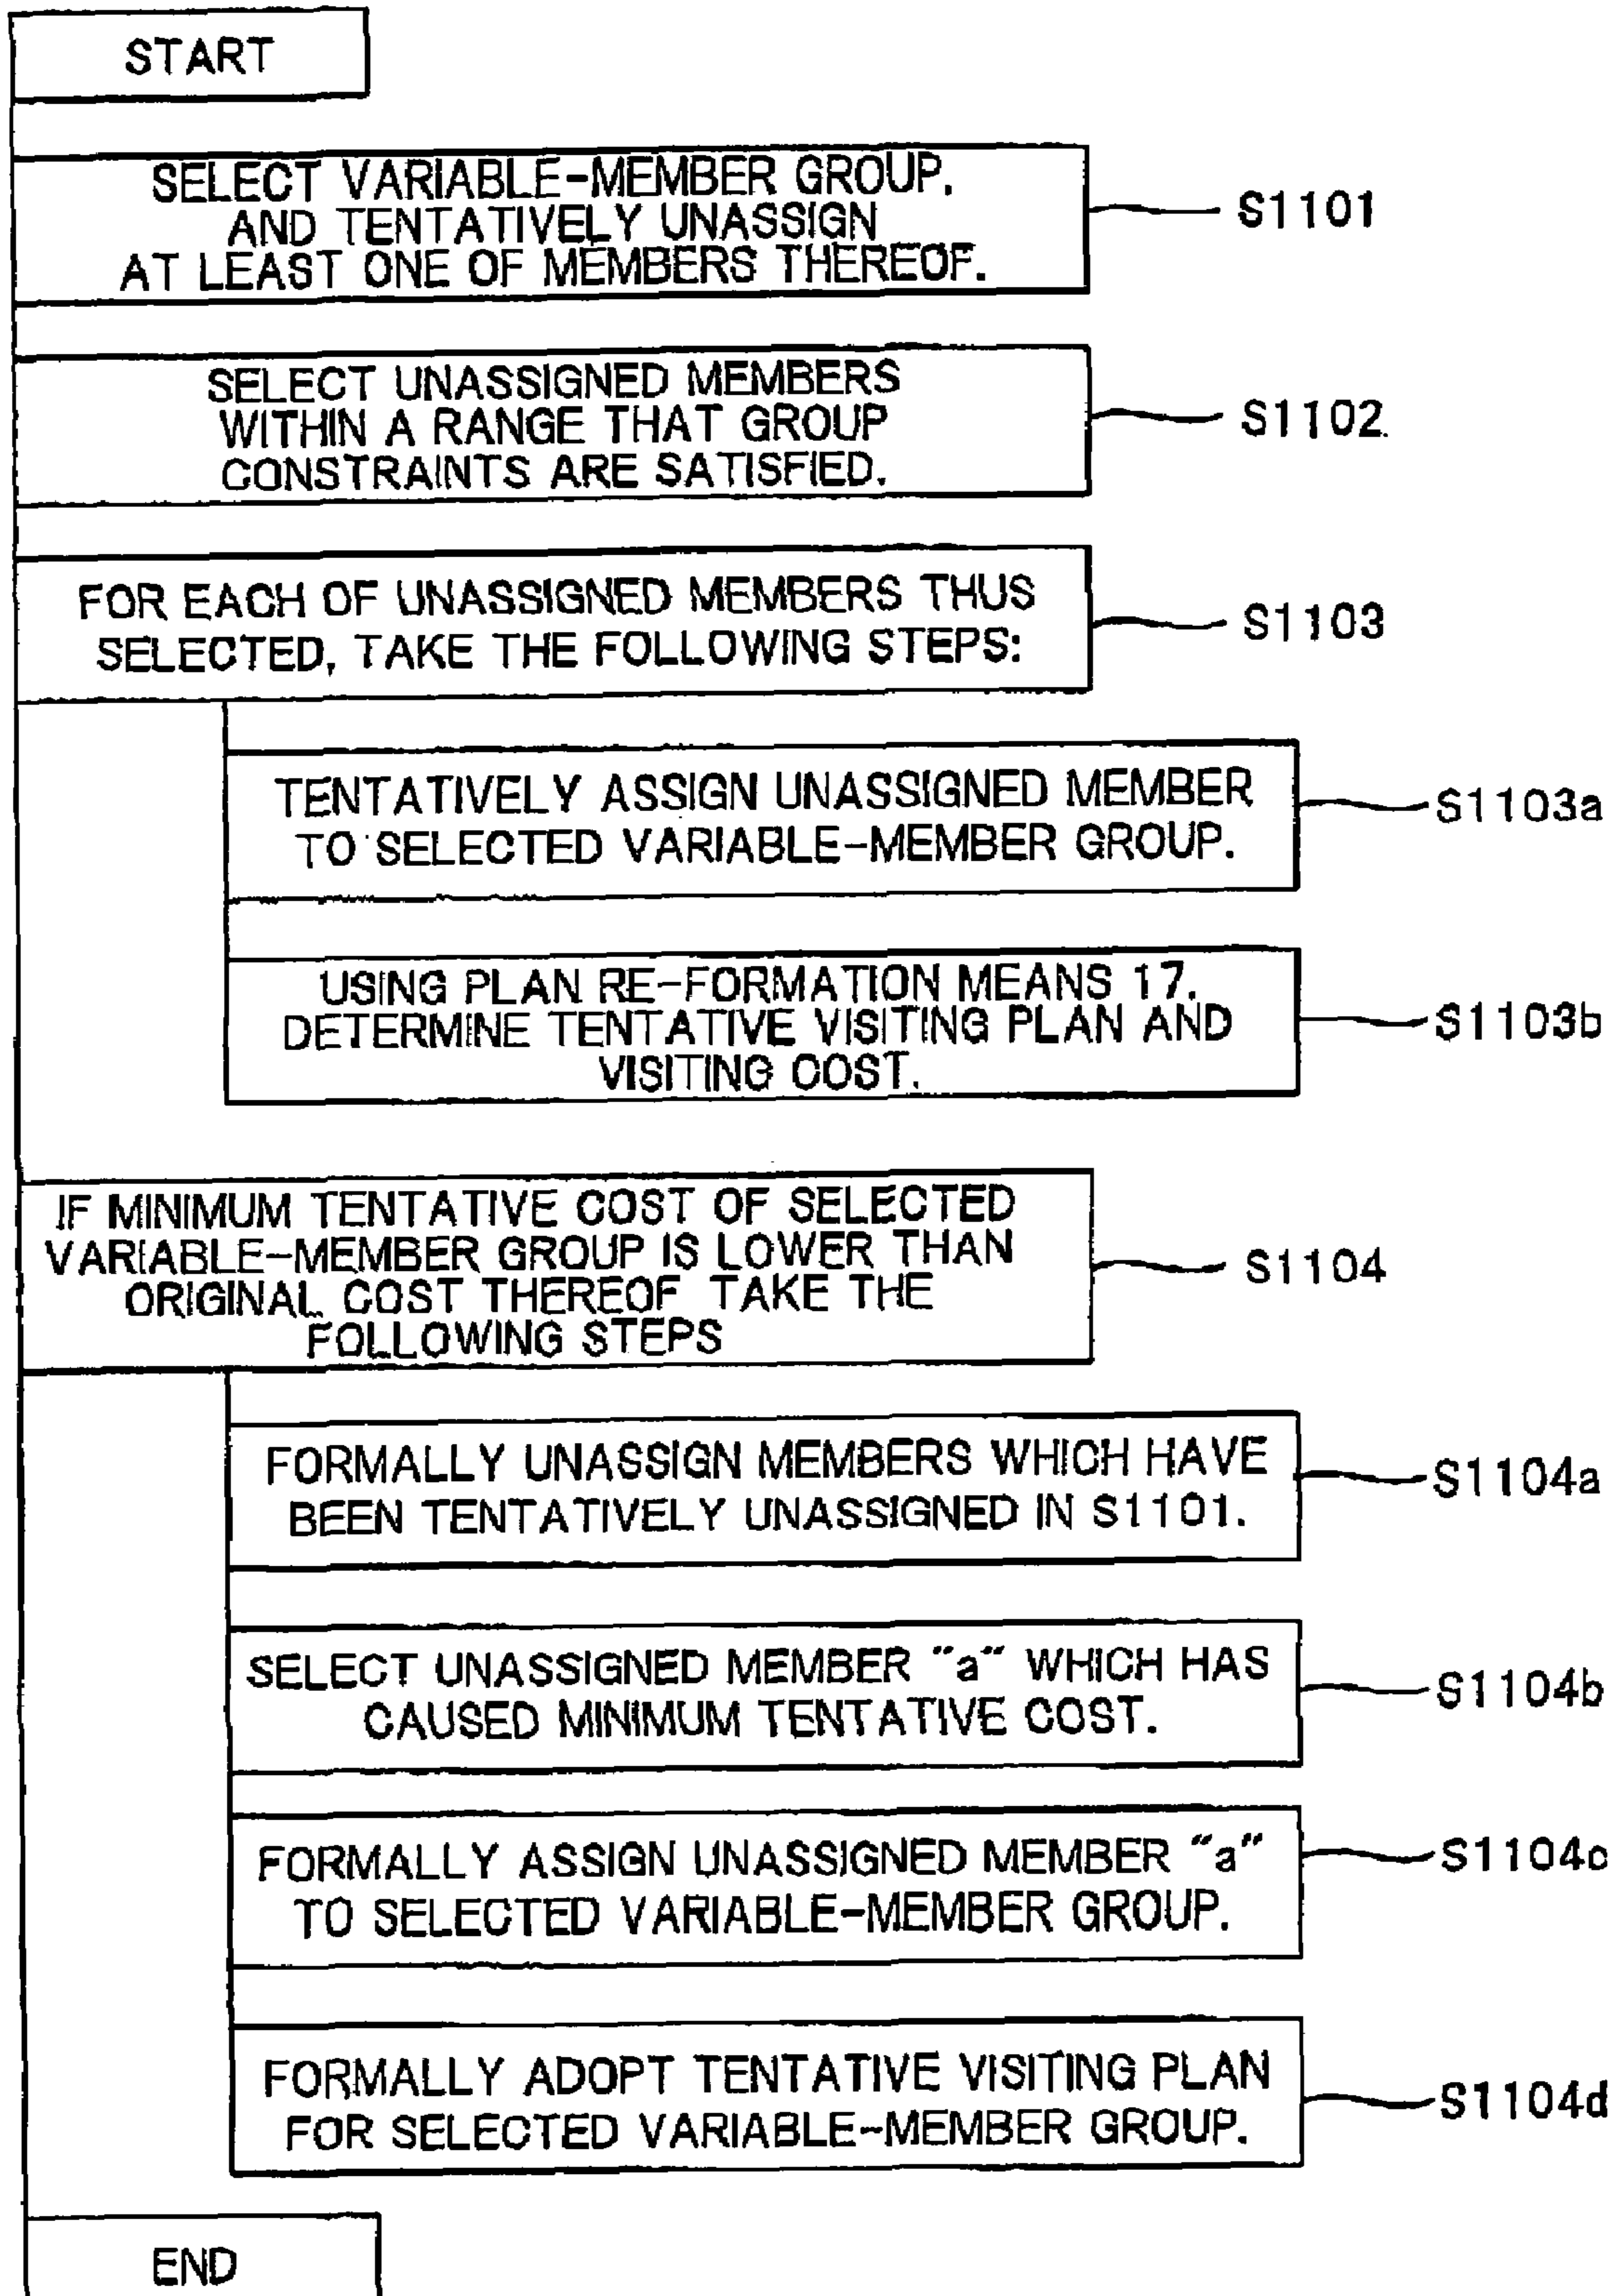 START
SELECT VARIABLE-MEMBER GROUP,
AND TENTATIVELY UNASSIGN
AT LEAST ONE OF MEMBERS THEREOF.
S1101
SELECT UNASSIGNED MEMBERS
WITHIN A RANGE THAT GROUP
CONSTRAINTS ARE SATISFIED.
S1102
FOR EACH OF UNASSIGNED MEMBERS THUS
SELECTED, TAKE THE FOLLOWING STEPS:
S1103
TENTATIVELY ASSIGN UNASSIGNED MEMBER
TO SELECTED VARIABLE-MEMBER GROUP.
S1103a
USING PLAN RE-FORMATION MEANS 17,
DETERMINE TENTATIVE VISITING PLAN AND
VISITING COST.
S1103b
IF MINIMUM TENTATIVE COST OF SELECTED
VARIABLE-MEMBER GROUP IS LOWER THAN
ORIGINAL COST THEREOF TAKE THE
FOLLOWING STEPS
S1104
FORMALLY UNASSIGN MEMBERS WHICH HAVE
BEEN TENTATIVELY UNASSIGNED IN S1101.
S1104a
SELECT UNASSIGNED MEMBER "a" WHICH HAS
CAUSED MINIMUM TENTATIVE COST.
S1104b
FORMALLY ASSIGN UNASSIGNED MEMBER "a"
TO SELECTED VARIABLE-MEMBER GROUP.
S1104c
FORMALLY ADOPT TENTATIVE VISITING PLAN
FOR SELECTED VARIABLE-MEMBER GROUP.
S1104d
END